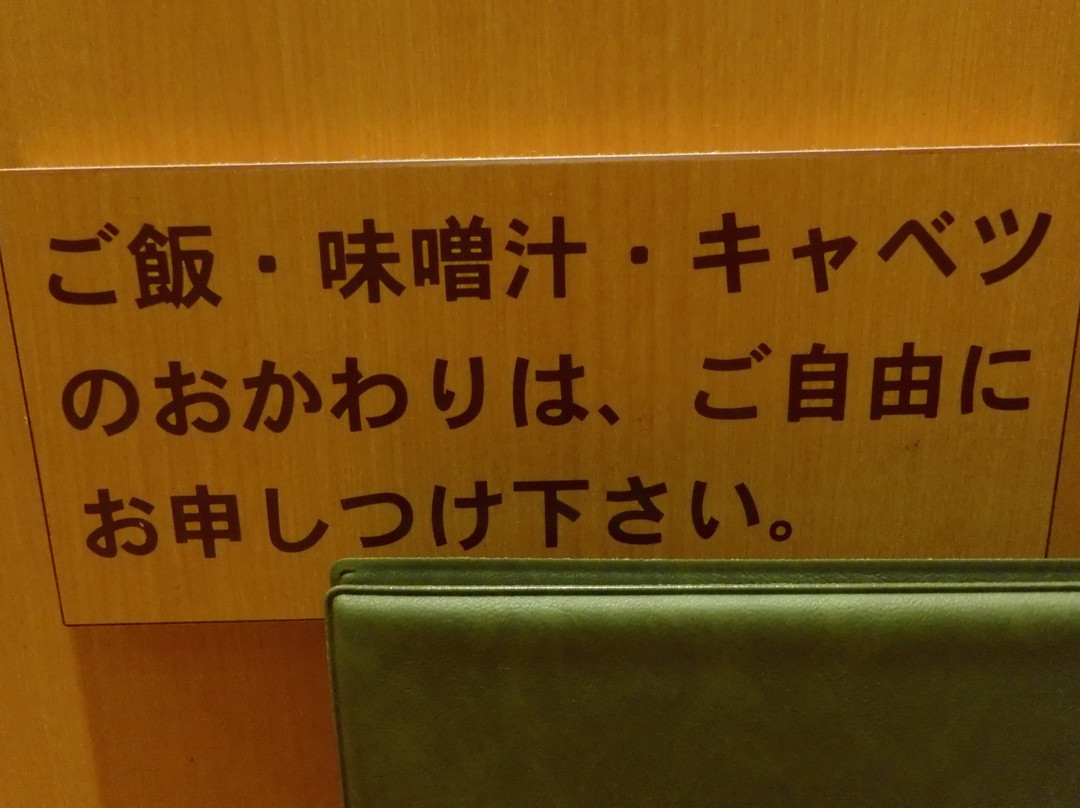 ご飯・味噌汁・キャベツ
のおかわりは、ご自由に
お申しつけ下さい。